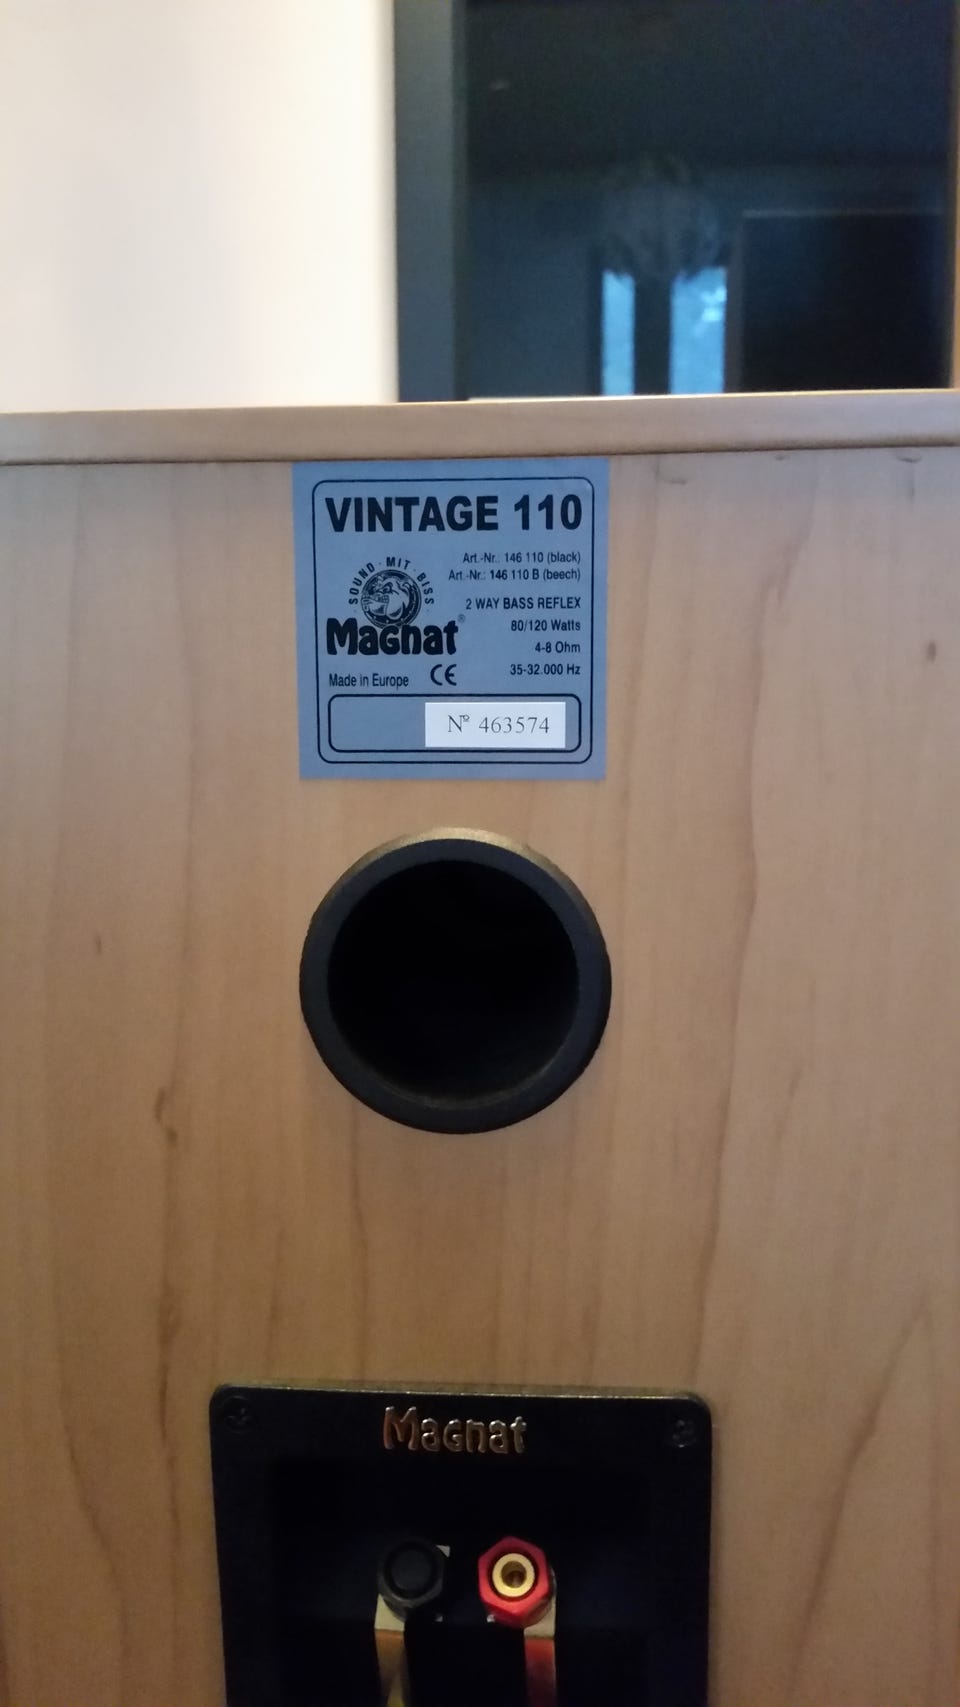 VINTAGE 110
Art.-Nr.: 146 110 (black)
Art.-Nr.: 146 110 B (beech)
SOUND · MIT · BISS
2 WAY BASS REFLEX
80/120 Watts
Magnat®
4-8 Ohm
35-32.000 Hz
Made in Europe CE
Nº 463574
Magnat